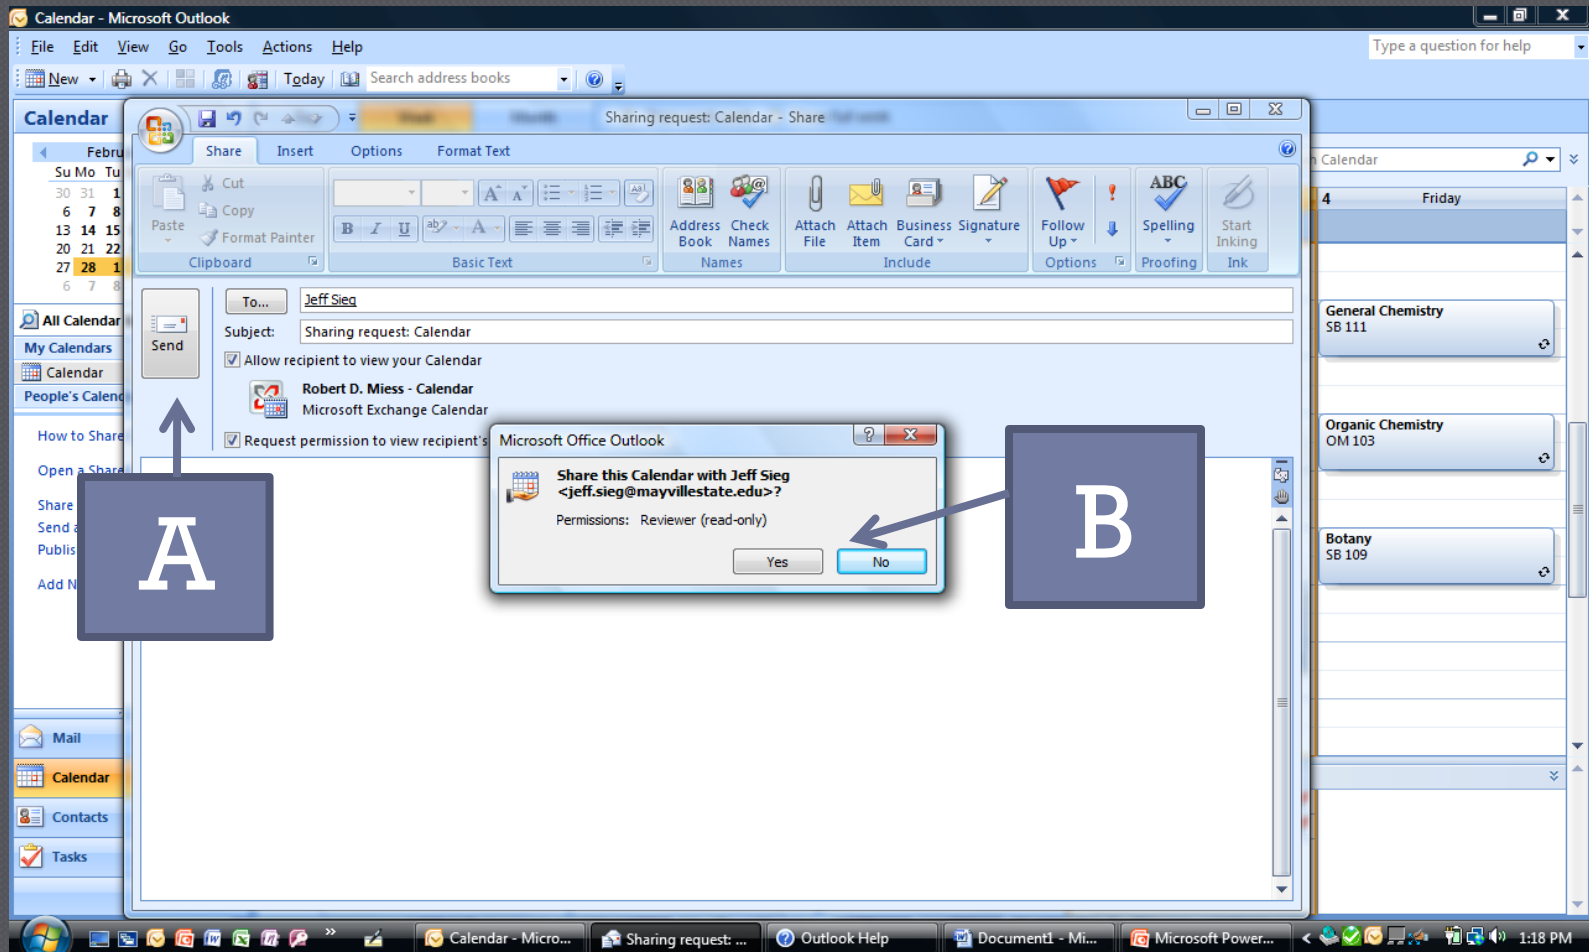 Calendar - Microsoft Outlook
File Edit View Go Tools Actions Help
Type a question for help
New Today Search address books
Calendar
Sharing request: Calendar - Share
Febru
Su Mo Tu
30 31 1
6 7 8
13 14 15
20 21 22
27 28 1
6 7 8
Share Insert Options Format Text
Cut
Copy
Format Painter
Paste
Clipboard
B I U
Basic Text
Address Book
Check Names
Names
Attach File
Attach Item
Business Card
Signature
Include
Follow Up
Options
ABC
Spelling
Proofing
Start Inking
Ink
Calendar
4 Friday
To... Jeff Sieg
Subject: Sharing request: Calendar
Send
Allow recipient to view your Calendar
Robert D. Miess - Calendar
Microsoft Exchange Calendar
Request permission to view recipient's
All Calendar
My Calendars
Calendar
People's Calend
How to Share
Open a Share
Share
Send a
Publis
Add N
A
Microsoft Office Outlook
Share this Calendar with Jeff Sieg
<jeff.sieg@mayvillestate.edu>?
Permissions: Reviewer (read-only)
Yes No
B
General Chemistry
SB 111
Organic Chemistry
OM 103
Botany
SB 109
Mail
Calendar
Contacts
Tasks
Calendar - Micro...
Sharing request: ...
Outlook Help
Document1 - Mi...
Microsoft Power...
1:18 PM